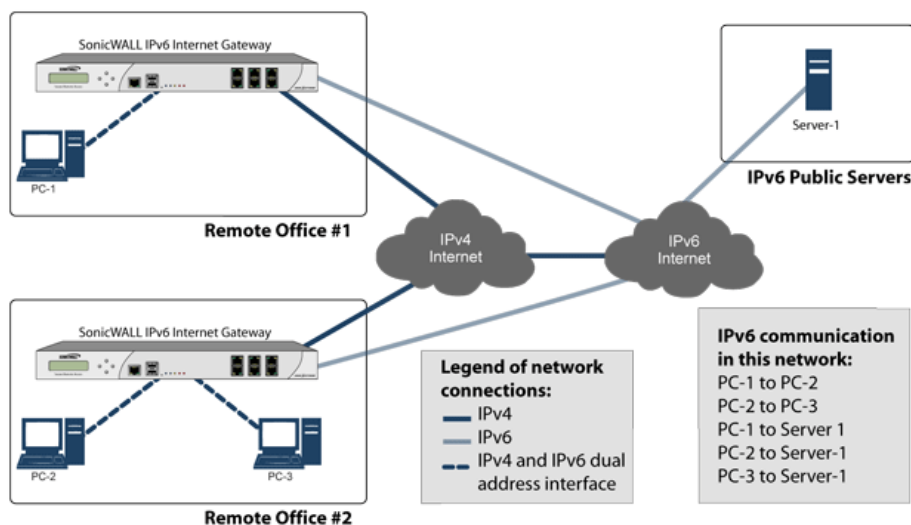 SonicWALL IPv6 Internet Gateway
PC-1
Remote Office #1
Server-1
IPv6 Public Servers
IPv4
Internet
IPv6
Internet
SonicWALL IPv6 Internet Gateway
PC-2
PC-3
Remote Office #2
Legend of network
connections:
IPv4
IPv6
IPv4 and IPv6 dual
address interface
IPv6 communication
in this network:
PC-1 to PC-2
PC-2 to PC-3
PC-1 to Server 1
PC-2 to Server-1
PC-3 to Server-1